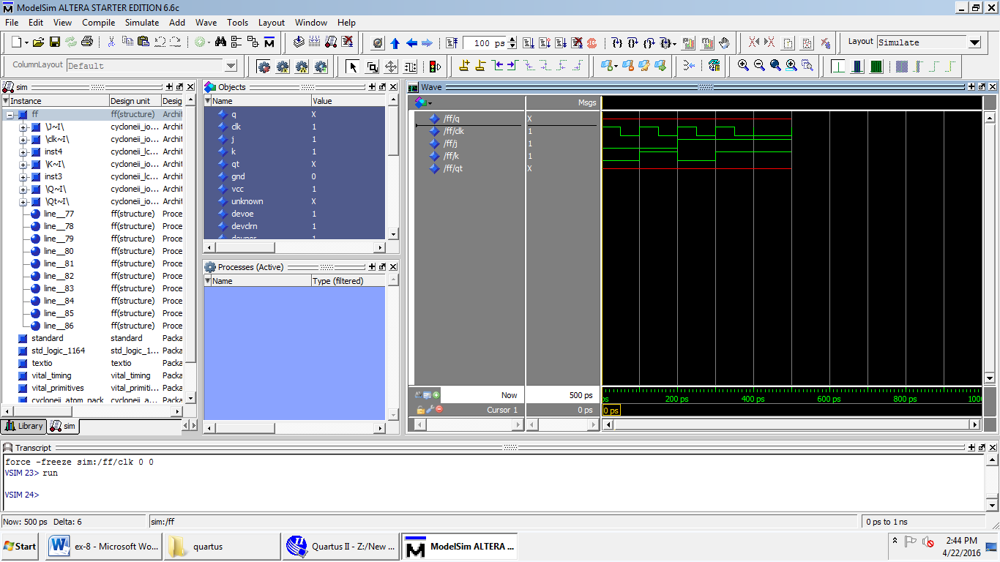 ModelSim ALTERA STARTER EDITION 6.6c
File Edit View Compile Simulate Add Wave Tools Layout Window Help
100 ps
Layout Simulate
ColumnLayout Default
sim
Instance Design unit Desig
ff ff(structure) Archit
\J~I\ cycloneii_io... Archit
\clk~I\ cycloneii_io... Archit
inst4 cycloneii_lc... Archit
\K~I\ cycloneii_io... Archit
inst3 cycloneii_lc... Archit
\Q~I\ cycloneii_io... Archit
\Qt~I\ cycloneii_io... Archit
line__77 ff(structure) Proce
line__78 ff(structure) Proce
line__79 ff(structure) Proce
line__80 ff(structure) Proce
line__81 ff(structure) Proce
line__82 ff(structure) Proce
line__83 ff(structure) Proce
line__84 ff(structure) Proce
line__85 ff(structure) Proce
line__86 ff(structure) Proce
standard standard Packa
std_logic_1164 std_logic_1... Packa
textio textio Packa
vital_timing vital_timing Packa
vital_primitives vital_primiti... Packa
cycloneii_atom_pack cycloneii_a... Packa
Library sim
Objects
Name Value
q X
clk 1
j 1
k 1
qt X
gnd 0
vcc 1
unknown X
devoe 1
devclrn 1
devpor 1
Processes (Active)
Name Type (filtered)
Wave
Msgs
/ff/q X
/ff/clk 1
/ff/j 1
/ff/k 1
/ff/qt X
Now 500 ps
Cursor 1 0 ps
ps 200 ps 400 ps 600 ps 800 ps 1000
0 ps
Transcript
force -freeze sim:/ff/clk 0 0
VSIM 23> run
VSIM 24>
Now: 500 ps Delta: 6 sim:/ff 0 ps to 1 ns
Start ex-8 - Microsoft Wo... quartus Quartus II - Z:/New ... ModelSim ALTERA ...
2:44 PM
4/22/2016